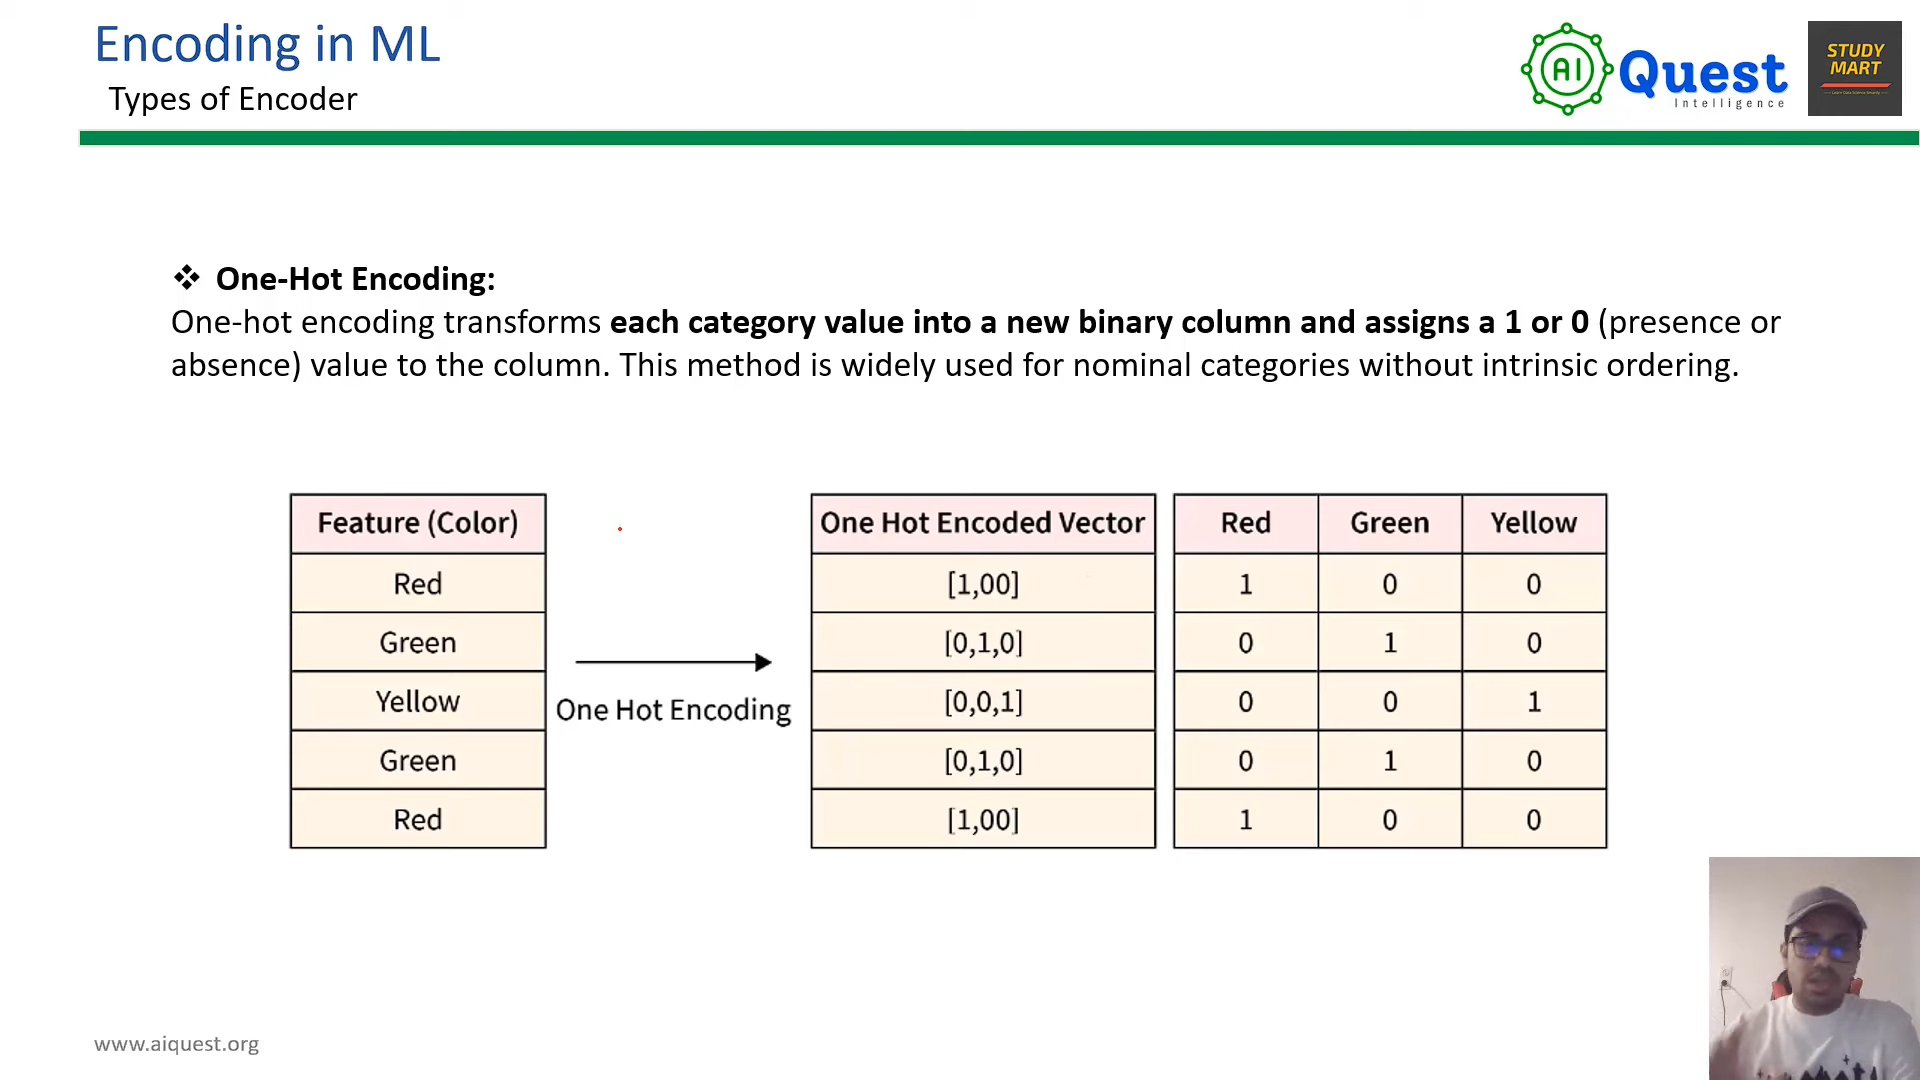 Encoding in ML
Types of Encoder
AI Quest
Intelligence
STUDY
MART
❖ One-Hot Encoding:
One-hot encoding transforms each category value into a new binary column and assigns a 1 or 0 (presence or
absence) value to the column. This method is widely used for nominal categories without intrinsic ordering.
Feature (Color)
Red
Green
Yellow
Green
Red
One Hot Encoding
One Hot Encoded Vector Red Green Yellow
[1,00] 1 0 0
[0,1,0] 0 1 0
[0,0,1] 0 0 1
[0,1,0] 0 1 0
[1,00] 1 0 0
www.aiquest.org